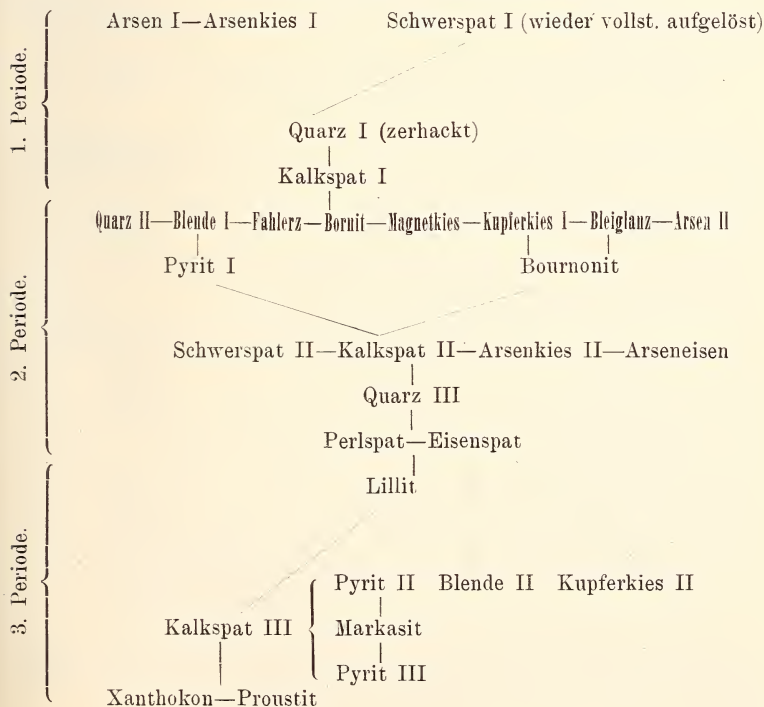 Arsen I—Arsenkies I Schwerspat I (wieder vollst. aufgelöst)
1. Periode.
Quarz I (zerhackt)
Kalkspat I
Quarz II—Blende I—Fahlerz—Bornit—Magnetkies—Kupferkies I—Bleiglanz—Arsen II
Pyrit I Bournonit
2. Periode.
Schwerspat II—Kalkspat II—Arsenkies II—Arseneisen
Quarz III
Perlspat—Eisenspat
Lillit
3. Periode.
Pyrit II Blende II Kupferkies II
Kalkspat III Markasit
Pyrit III
Xanthokon—Proustit